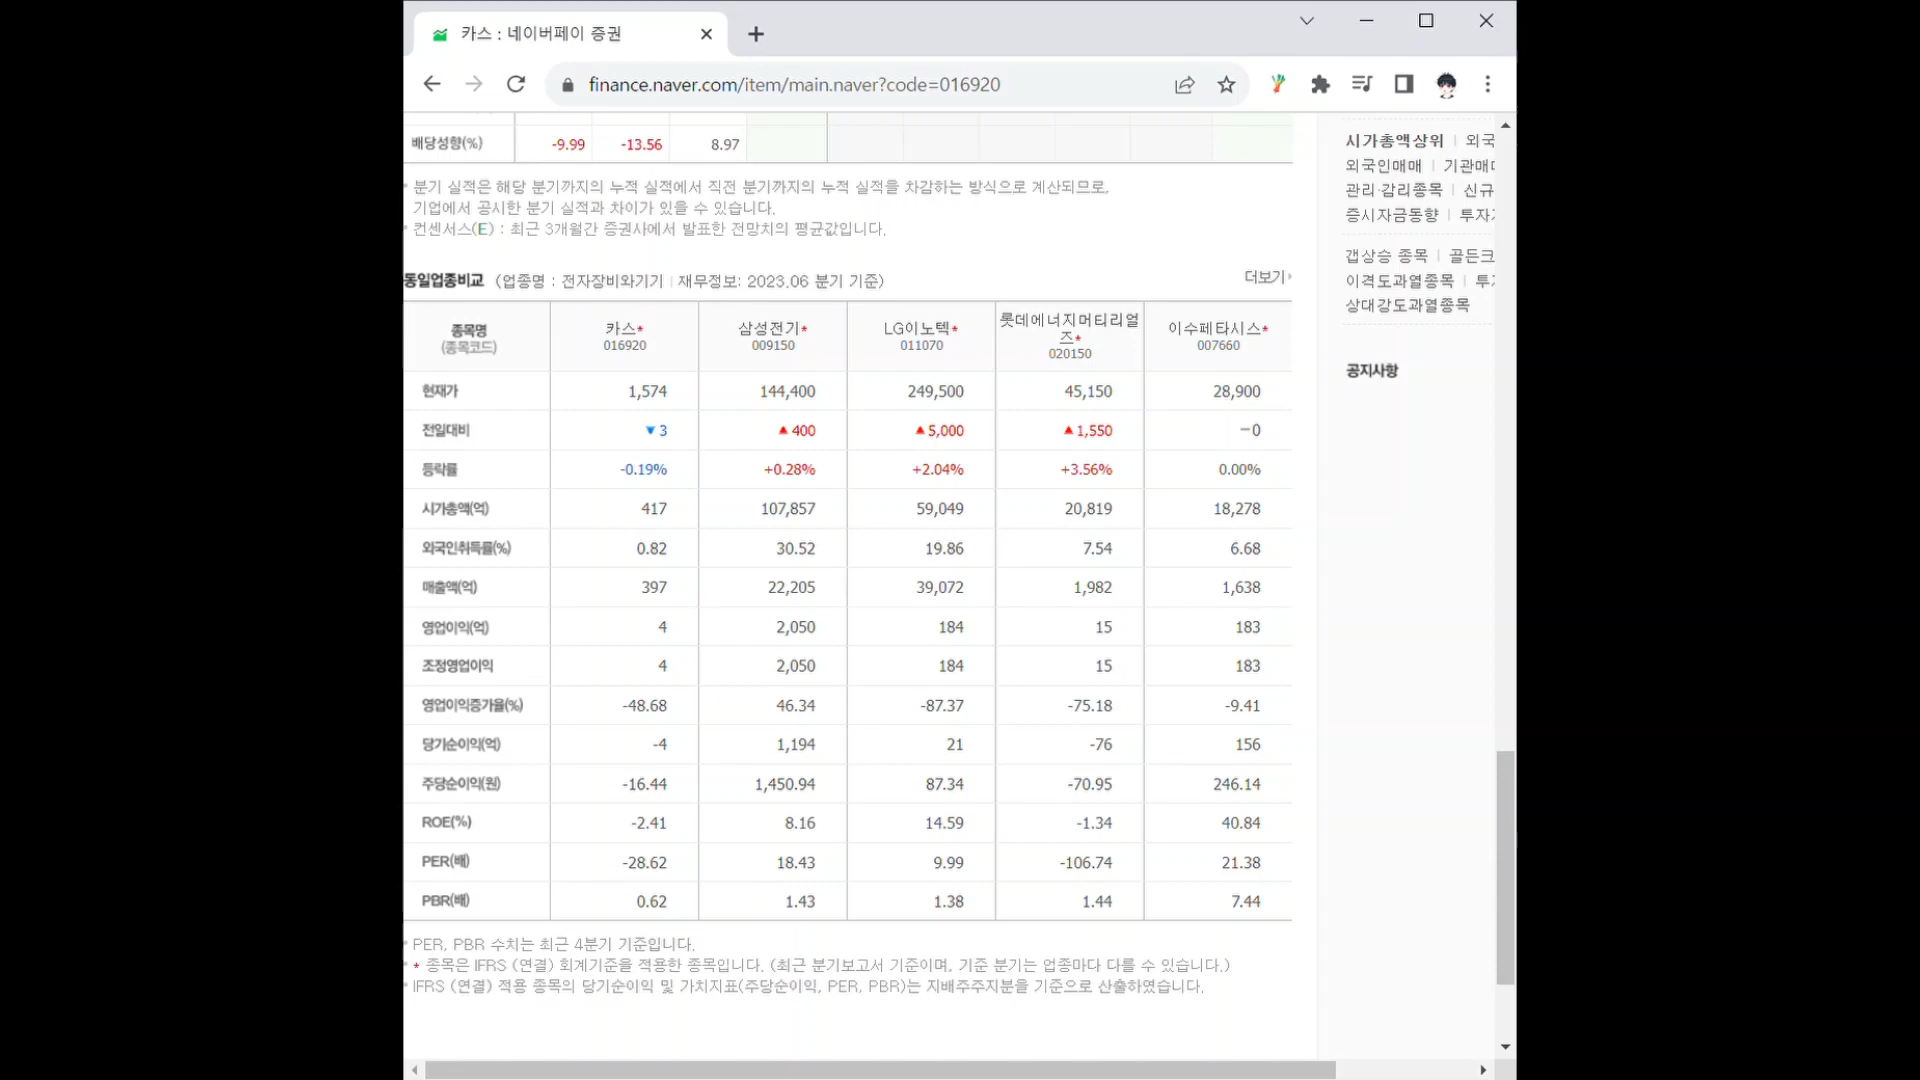 카스 : 네이버페이 증권
finance.naver.com/item/main.naver?code=016920
배당성향(%) -9.99 -13.56 8.97
분기 실적은 해당 분기까지의 누적 실적에서 직전 분기까지의 누적 실적을 차감하는 방식으로 계산되므로,
기업에서 공시한 분기 실적과 차이가 있을 수 있습니다.
컨센서스(E) : 최근 3개월간 증권사에서 발표한 전망치의 평균값입니다.
동일업종비교 (업종명 : 전자장비와기기 | 재무정보: 2023.06 분기 기준) 더보기
종목명 카스* 삼성전기* LG이노텍* 롯데에너지머티리얼즈* 이수페타시스*
(종목코드) 016920 009150 011070 020150 007660
현재가 1,574 144,400 249,500 45,150 28,900
전일대비 ▼3 ▲400 ▲5,000 ▲1,550 −0
등락률 -0.19% +0.28% +2.04% +3.56% 0.00%
시가총액(억) 417 107,857 59,049 20,819 18,278
외국인취득률(%) 0.82 30.52 19.86 7.54 6.68
매출액(억) 397 22,205 39,072 1,982 1,638
영업이익(억) 4 2,050 184 15 183
조정영업이익 4 2,050 184 15 183
영업이익증가율(%) -48.68 46.34 -87.37 -75.18 -9.41
당기순이익(억) -4 1,194 21 -76 156
주당순이익(원) -16.44 1,450.94 87.34 -70.95 246.14
ROE(%) -2.41 8.16 14.59 -1.34 40.84
PER(배) -28.62 18.43 9.99 -106.74 21.38
PBR(배) 0.62 1.43 1.38 1.44 7.44
PER, PBR 수치는 최근 4분기 기준입니다.
* 종목은 IFRS (연결) 회계기준을 적용한 종목입니다. (최근 분기보고서 기준이며, 기준 분기는 업종마다 다를 수 있습니다.)
IFRS (연결) 적용 종목의 당기순이익 및 가치지표(주당순이익, PER, PBR)는 지배주주지분을 기준으로 산출하였습니다.
시가총액상위 | 외국
외국인매매 | 기관매
관리·감리종목 | 신규
증시자금동향 | 투자
갭상승 종목 | 골든크
이격도과열종목 | 투
상대강도과열종목
공지사항